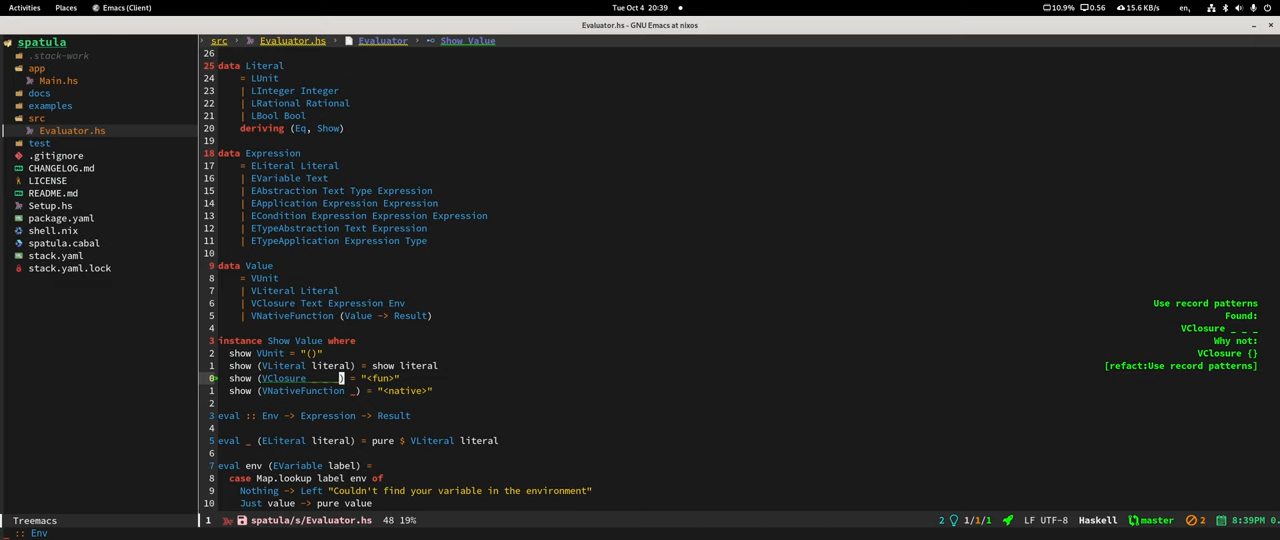 Activities Places Emacs (Client) Tue Oct 4 20:39 10.9% 0.56 15.6 KB/s en,
Evaluator.hs - GNU Emacs at nixos
spatula
.stack-work
app
Main.hs
docs
examples
src
Evaluator.hs
test
.gitignore
CHANGELOG.md
LICENSE
README.md
Setup.hs
package.yaml
shell.nix
spatula.cabal
stack.yaml
stack.yaml.lock
Treemacs
src › Evaluator.hs › Evaluator › Show Value
26
25 data Literal
24 = LUnit
23 | LInteger Integer
22 | LRational Rational
21 | LBool Bool
20 deriving (Eq, Show)
19
18 data Expression
17 = ELiteral Literal
16 | EVariable Text
15 | EAbstraction Text Type Expression
14 | EApplication Expression Expression
13 | ECondition Expression Expression Expression
12 | ETypeAbstraction Text Expression
11 | ETypeApplication Expression Type
10
9 data Value
8 = VUnit
7 | VLiteral Literal
6 | VClosure Text Expression Env
5 | VNativeFunction (Value -> Result)
4
3 instance Show Value where
2 show VUnit = "()"
1 show (VLiteral literal) = show literal
0 show (VClosure _ _ _) = "<fun>"
1 show (VNativeFunction _) = "<native>"
3 eval :: Env -> Expression -> Result
4
5 eval _ (ELiteral literal) = pure $ VLiteral literal
6
7 eval env (EVariable label) =
8 case Map.lookup label env of
9 Nothing -> Left "Couldn't find your variable in the environment"
10 Just value -> pure value
Use record patterns
Found:
VClosure _ _ _
Why not:
VClosure {}
[refact:Use record patterns]
1 spatula/s/Evaluator.hs 48 19% 2 1/1/1 LF UTF-8 Haskell master 2 8:39PM 0.
_ :: Env